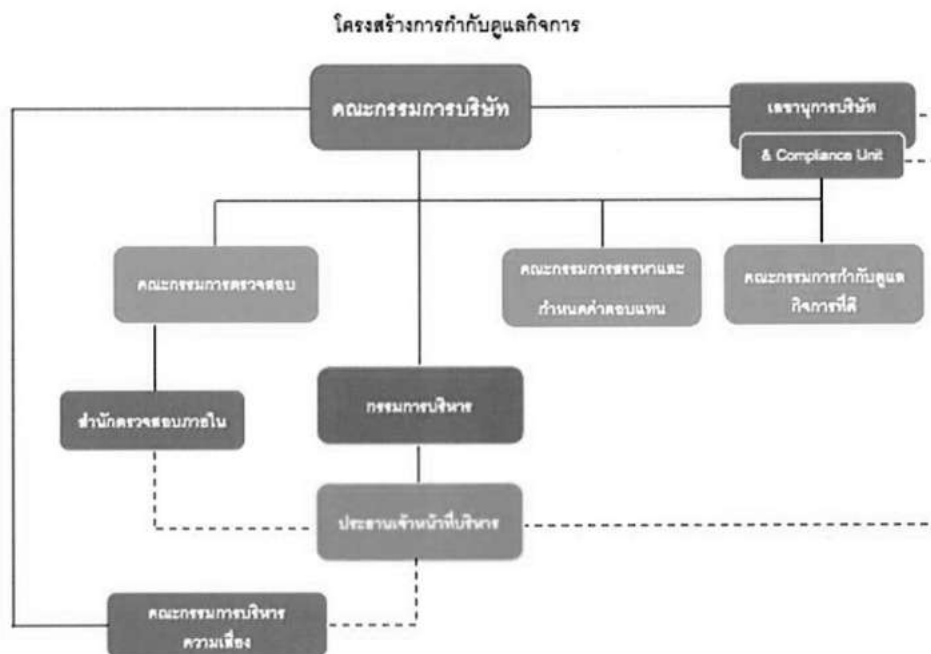 โครงสร้างการกำกับดูแลกิจการ
คณะกรรมการบริษัท
เลขานุการบริษัท
& Compliance Unit
คณะกรรมการตรวจสอบ
คณะกรรมการสรรหาและ
กำหนดค่าตอบแทน
คณะกรรมการกำกับดูแล
กิจการที่ดี
สำนักตรวจสอบภายใน
กรรมการบริหาร
ประธานเจ้าหน้าที่บริหาร
คณะกรรมการบริหาร
ความเสี่ยง